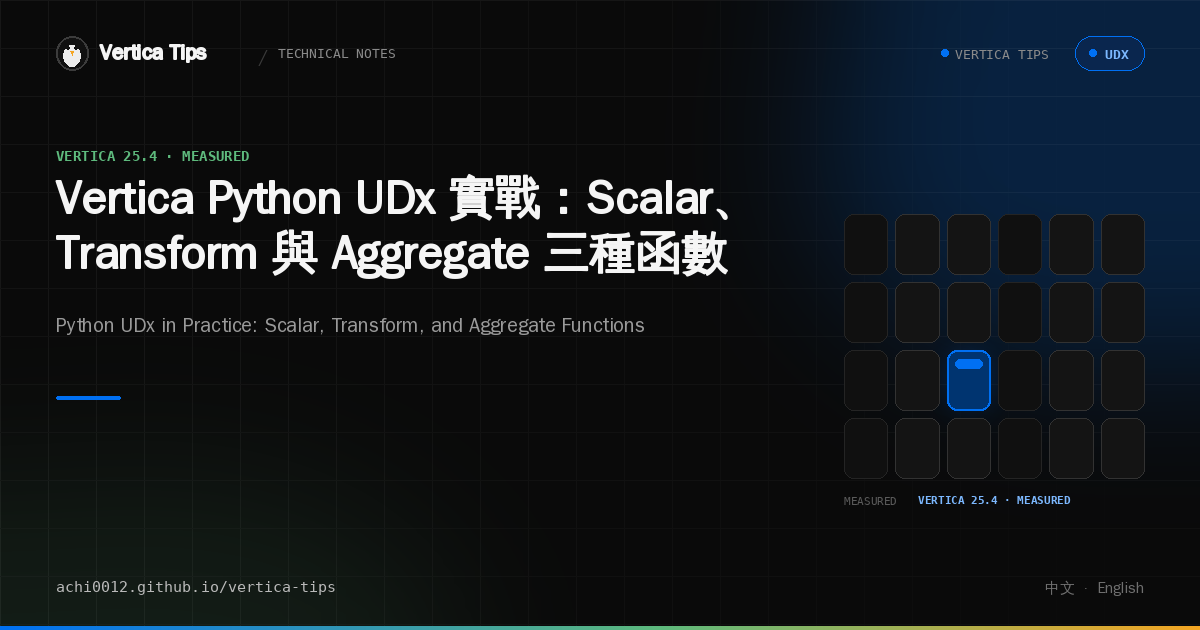 Vertica Tips / TECHNICAL NOTES
VERTICA TIPS
UDX
VERTICA 25.4 · MEASURED
Vertica Python UDx 實戰：Scalar、
Transform 與 Aggregate 三種函數
Python UDx in Practice: Scalar, Transform, and Aggregate Functions
MEASURED VERTICA 25.4 · MEASURED
achi0012.github.io/vertica-tips
中文 · English